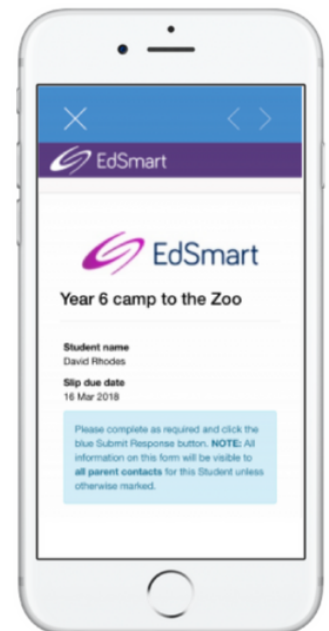 EdSmart
EdSmart
Year 6 camp to the Zoo
Student name
David Rhodes
Slip due date
16 Mar 2018
Please complete as required and click the
blue Submit Response button. NOTE: All
information on this form will be visible to
all parent contacts for this Student unless
otherwise marked.